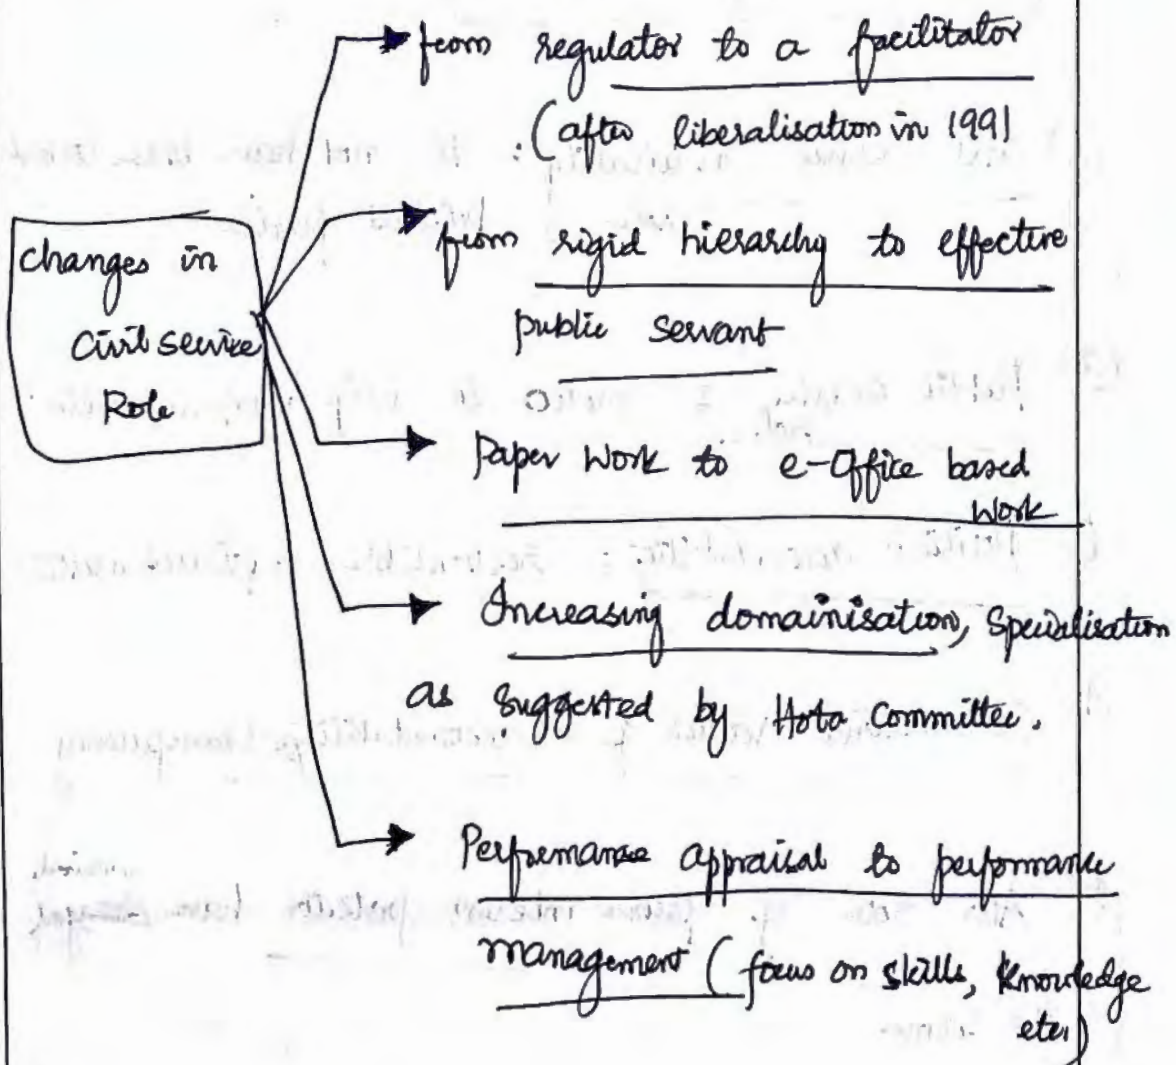 from regulator to a facilitator
(after liberalisation in 1991
changes in
Civil Service
Role
from rigid hierarchy to effective
public servant
Paper Work to e-Office based
Work
Increasing domainisation, Specialisation
as suggested by Hota Committee.
Performance appraisal to performance
management (focus on skills, knowledge
etc)